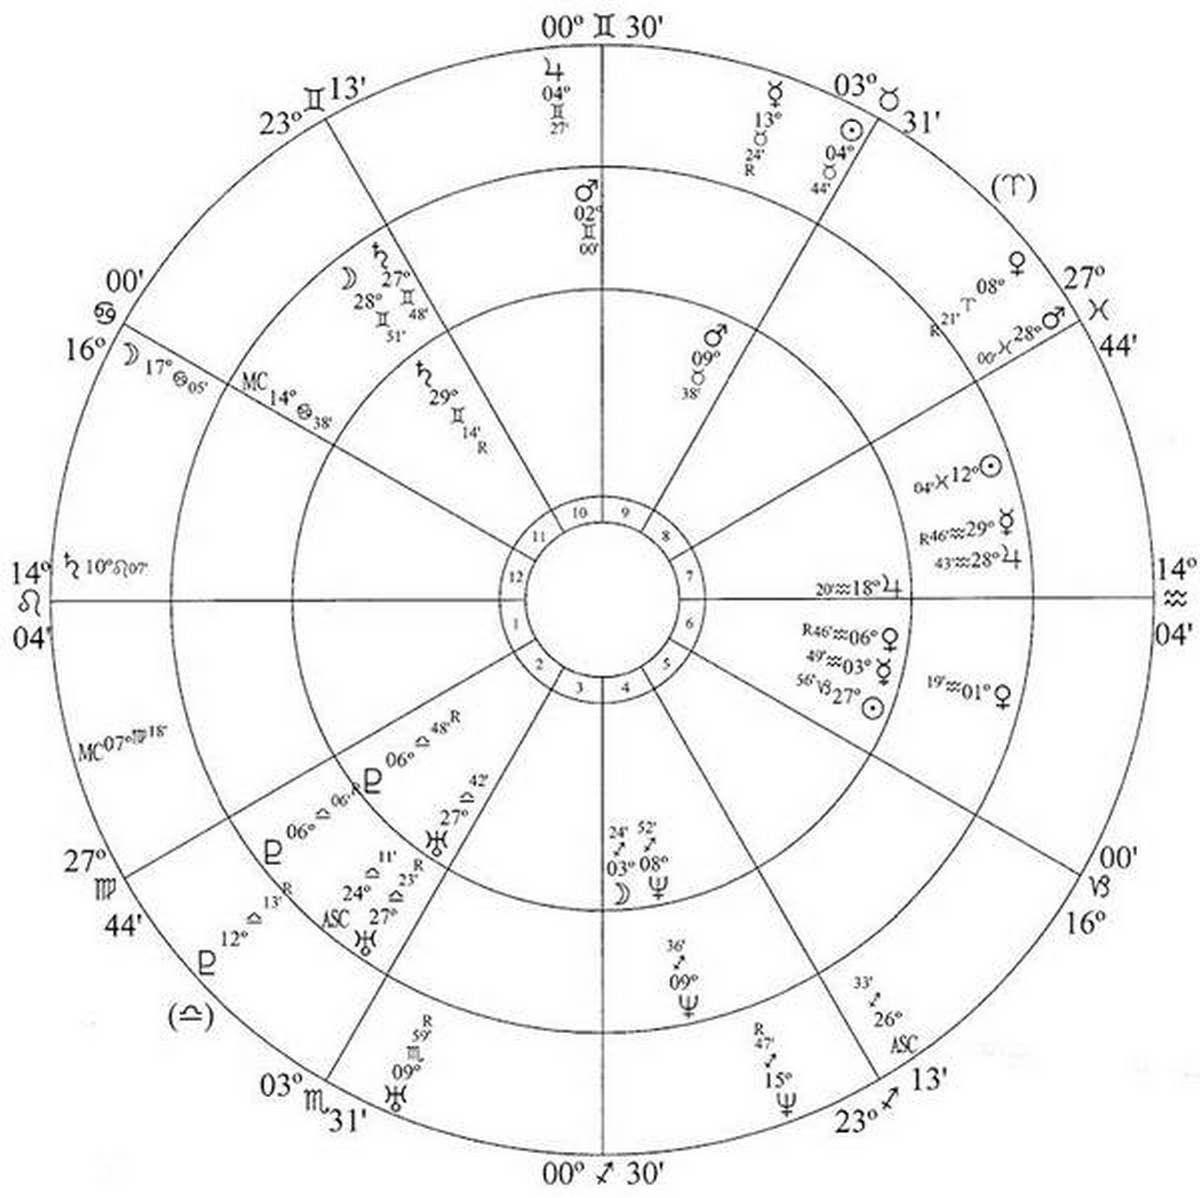 00° ♊ 30'
23° ♊ 13'
03° ♉ 31'
(♈)
♃ 04° ♊ 27'
☿ 13° ♉ 24' R
☉ 04° ♉ 44'
♂ 02° ♊ 00'
♀ 08° ♈ 21' R
27° ♓ 44'
♂ 28° ♓ 00'
00' ♋ 16°
☽ 17° ♋ 05'
♄ 27° ♊ 48'
☽ 28° ♊ 51'
MC 14° ♋ 38'
♄ 29° ♊ 14' R
♂ 09° ♉ 38'
04' ♓ 12° ☉
R 46' ♒ 29° ☿
43' ♒ 28° ♃
14° ♌ 04'
♄ 10° ♌ 07'
10 9
11 8
12 7
1 6
2 5
3 4
20' ♒ 18° ♃
14° ♒ 04'
R 46' ♒ 06° ♀
49' ♒ 03° ☿
56' ♑ 27° ☉
19' ♒ 01° ♀
MC 07° ♍ 18'
♇ 06° ♎ 48' R
♇ 06° ♎ 06' R
♅ 27° ♎ 42'
24' ♐ 03° ☽
52' ♐ 08° ♆
27° ♍ 44'
00' ♑ 16°
♇ 12° ♎ 13' R
ASC 24° ♎ 11'
♅ 27° ♎ 23' R
36' ♐ 09° ♆
33' ♐ 26° ASC
(♎)
R 59' ♏ 09° ♅
R 47' ♐ 15° ♆
03° ♏ 31'
23° ♐ 13'
00° ♐ 30'